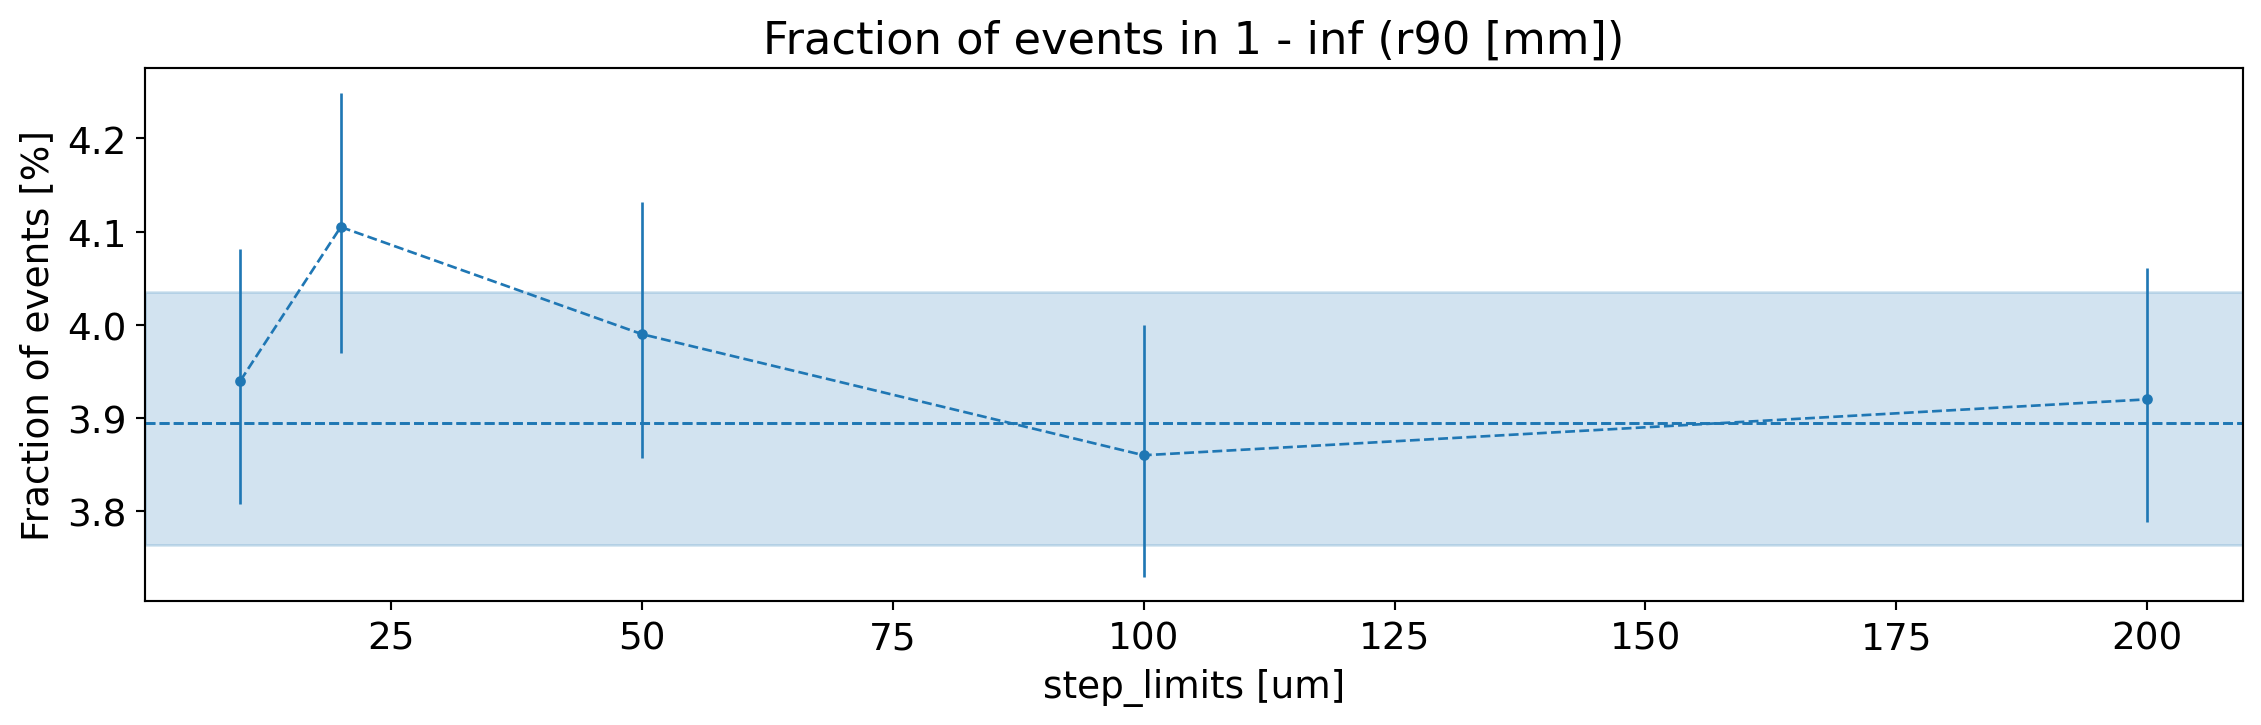 Fraction of events in 1 - inf (r90 [mm])
Fraction of events [%]
4.2
4.1
4.0
3.9
3.8
25 50 75 100 125 150 175 200
step_limits [um]